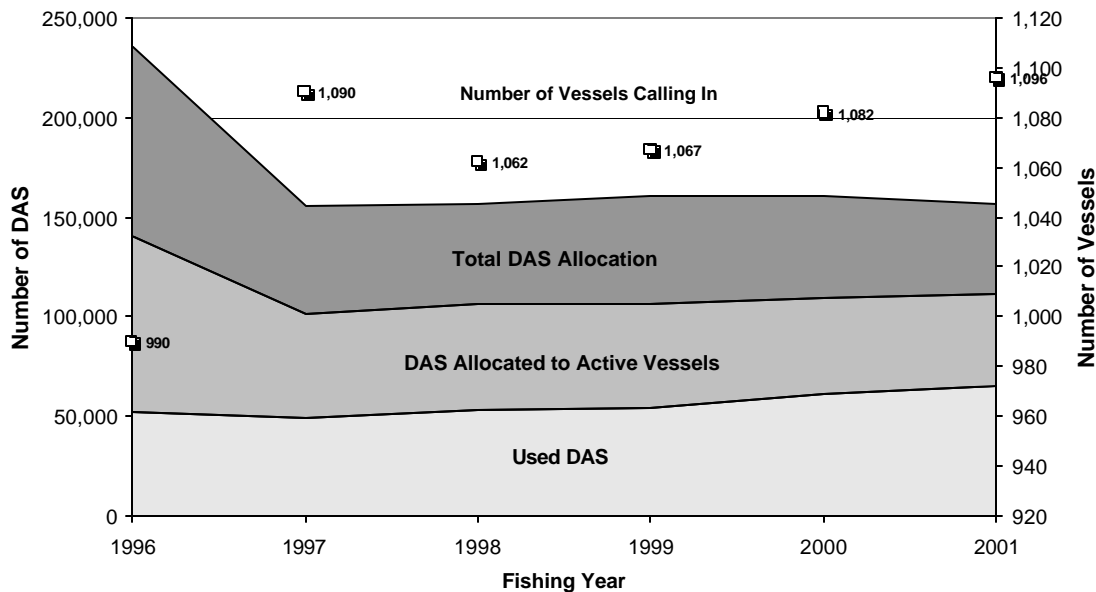 250,000
200,000
150,000
100,000
50,000
0
Number of DAS
1,120
1,100
1,080
1,060
1,040
1,020
1,000
980
960
940
920
Number of Vessels
Number of Vessels Calling In
990
1,090
1,062
1,067
1,082
1,096
Total DAS Allocation
DAS Allocated to Active Vessels
Used DAS
1996 1997 1998 1999 2000 2001
Fishing Year